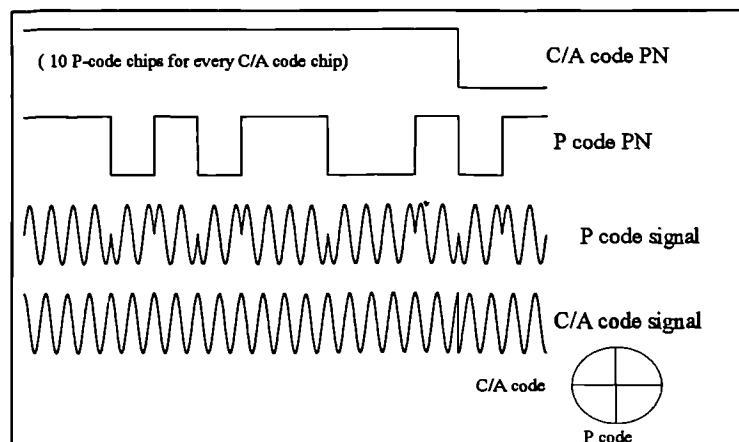 C/A code PN
( 10 P-code chips for every C/A code chip)
P code PN
P code signal
C/A code signal
C/A code
P code